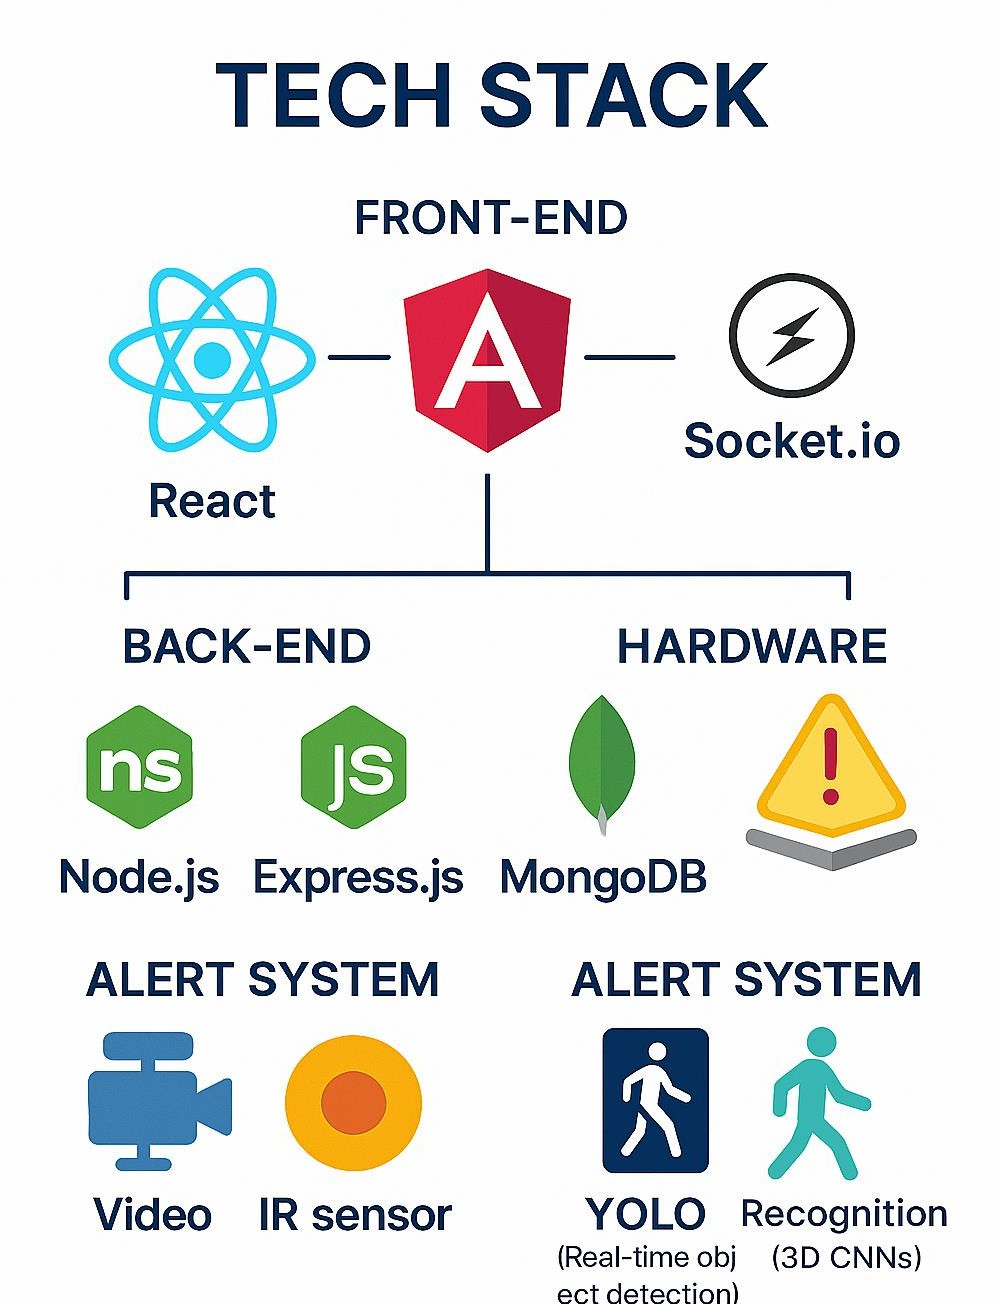 TECH STACK
FRONT-END
A
React
Socket.io
BACK-END
HARDWARE
ns
JS
!
Node.js
Express.js
MongoDB
ALERT SYSTEM
ALERT SYSTEM
Video
IR sensor
YOLO
(Real-time obj
ect detection)
Recognition
(3D CNNs)